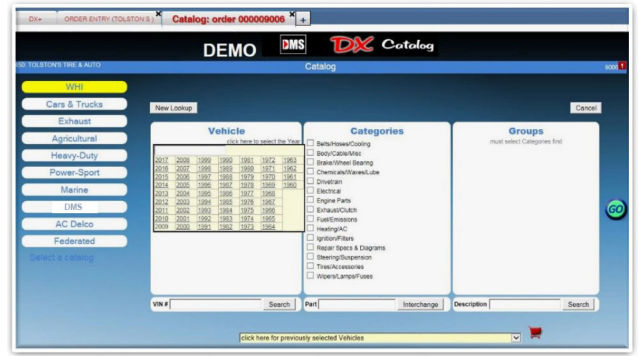 DX+
ORDER ENTRY (TOLSTON'S)
Catalog: order 000009006
+
DEMO
DMS
DX Catalog
TOLSTON'S TIRE & AUTO
Catalog
WHI
Cars & Trucks
Exhaust
Agricultural
Heavy-Duty
Power-Sport
Marine
DMS
AC Delco
Federated
Select a catalog
New Lookup
Cancel
Vehicle
click here to select the Year
2017 2008 1999 1990 1981 1972 1963
2016 2007 1998 1989 1980 1971 1962
2015 2006 1997 1988 1979 1970 1961
2014 2005 1996 1987 1978 1969 1960
2013 2004 1995 1986 1977 1968
2012 2003 1994 1985 1976 1967
2011 2002 1993 1984 1975 1966
2010 2001 1992 1983 1974 1965
2009 2000 1991 1982 1973 1964
Categories
Belts/Hoses/Cooling
Body/Cable/Misc
Brake/Wheel Bearing
Chemicals/Waxes/Lube
Drivetrain
Electrical
Engine Parts
Exhaust/Clutch
Fuel/Emissions
Heating/AC
Ignition/Filters
Repair Specs & Diagrams
Steering/Suspension
Tires/Accessories
Wipers/Lamps/Fuses
Groups
must select Categories first
GO
VIN # Search
Part Interchange
Description Search
click here for previously selected Vehicles